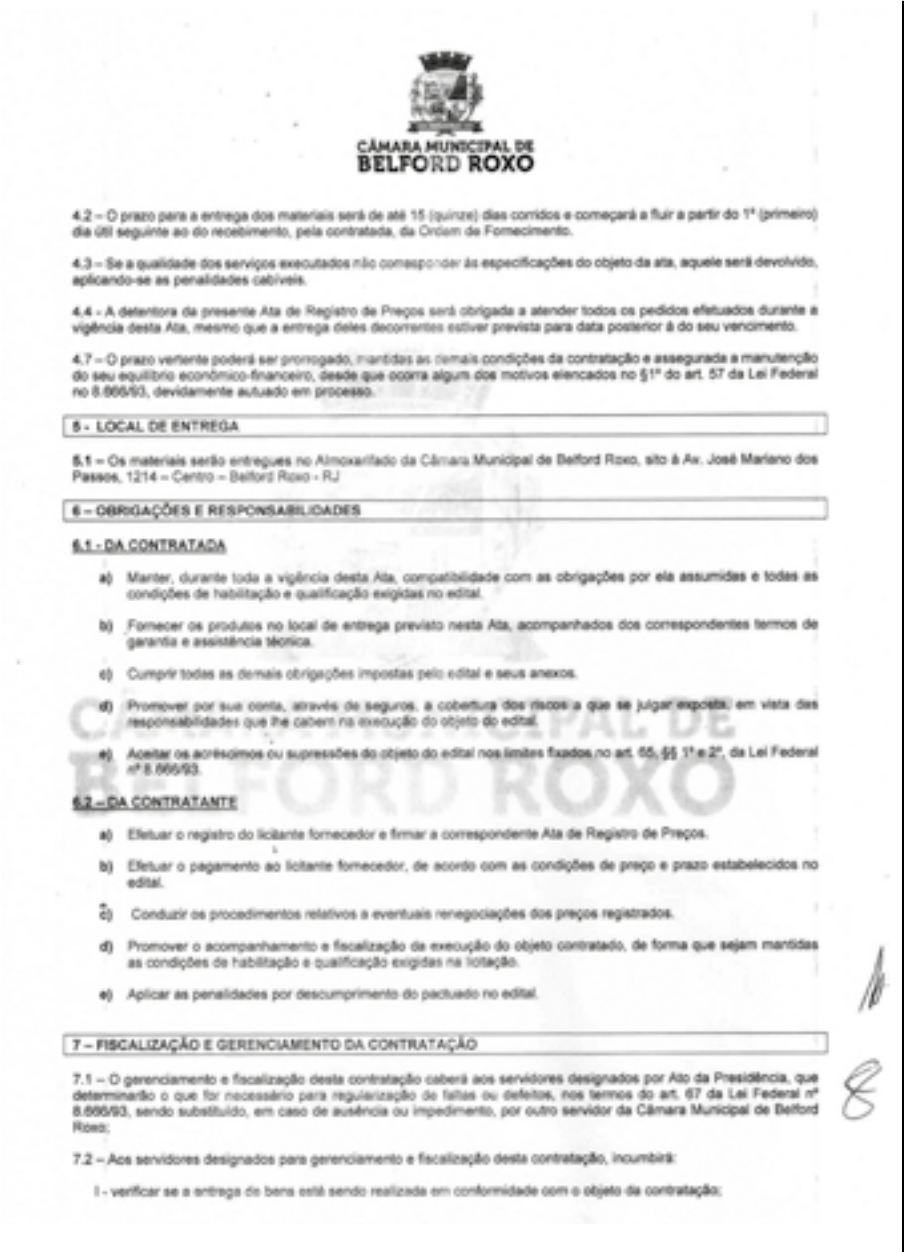 CÂMARA MUNICIPAL DE
BELFORD ROXO
4.2 – O prazo para a entrega dos materiais será de até 15 (quinze) dias corridos e começará a fluir a partir do 1º (primeiro)
dia útil seguinte ao do recebimento, pela contratada, da Ordem de Fornecimento.
4.3 – Se a qualidade dos serviços executados não corresponder às especificações do objeto da ata, aquele será devolvido,
aplicando-se as penalidades cabíveis.
4.4 - A detentora da presente Ata de Registro de Preços será obrigada a atender todos os pedidos efetuados durante a
vigência desta Ata, mesmo que a entrega deles decorrentes estiver prevista para data posterior à do seu vencimento.
4.7 – O prazo vertente poderá ser prorrogado, mantidas as demais condições da contratação e assegurada a manutenção
do seu equilíbrio econômico-financeiro, desde que ocorra algum dos motivos elencados no §1º do art. 57 da Lei Federal
no 8.666/93, devidamente autuado em processo.
5 - LOCAL DE ENTREGA
5.1 – Os materiais serão entregues no Almoxarifado da Câmara Municipal de Belford Roxo, sito à Av. José Mariano dos
Passos, 1214 – Centro – Belford Roxo - RJ
6 – OBRIGAÇÕES E RESPONSABILIDADES
6.1 - DA CONTRATADA
a) Manter, durante toda a vigência desta Ata, compatibilidade com as obrigações por ela assumidas e todas as
condições de habilitação e qualificação exigidas no edital.
b) Fornecer os produtos no local de entrega previsto nesta Ata, acompanhados dos correspondentes termos de
garantia e assistência técnica.
c) Cumprir todas as demais obrigações impostas pelo edital e seus anexos.
d) Promover por sua conta, através de seguros, a cobertura dos riscos a que se julgar exposta, em vista das
responsabilidades que lhe cabem na execução do objeto do edital.
e) Aceitar os acréscimos ou supressões do objeto do edital nos limites fixados no art. 65, §§ 1º e 2º, da Lei Federal
nº 8.666/93.
CÂMARA MUNICIPAL DE
BELFORD ROXO
6.2 – DA CONTRATANTE
a) Efetuar o registro do licitante fornecedor e firmar a correspondente Ata de Registro de Preços.
b) Efetuar o pagamento ao licitante fornecedor, de acordo com as condições de preço e prazo estabelecidos no
edital.
c) Conduzir os procedimentos relativos a eventuais renegociações dos preços registrados.
d) Promover o acompanhamento e fiscalização da execução do objeto contratado, de forma que sejam mantidas
as condições de habilitação e qualificação exigidas na licitação.
e) Aplicar as penalidades por descumprimento do pactuado no edital.
7 – FISCALIZAÇÃO E GERENCIAMENTO DA CONTRATAÇÃO
7.1 – O gerenciamento e fiscalização desta contratação caberá aos servidores designados por Ato da Presidência, que
determinarão o que for necessário para regularização de faltas ou defeitos, nos termos do art. 67 da Lei Federal nº
8.666/93, sendo substituído, em caso de ausência ou impedimento, por outro servidor da Câmara Municipal de Belford
Roxo;
7.2 – Aos servidores designados para gerenciamento e fiscalização desta contratação, incumbirá:
I - verificar se a entrega de bens está sendo realizada em conformidade com o objeto da contratação;